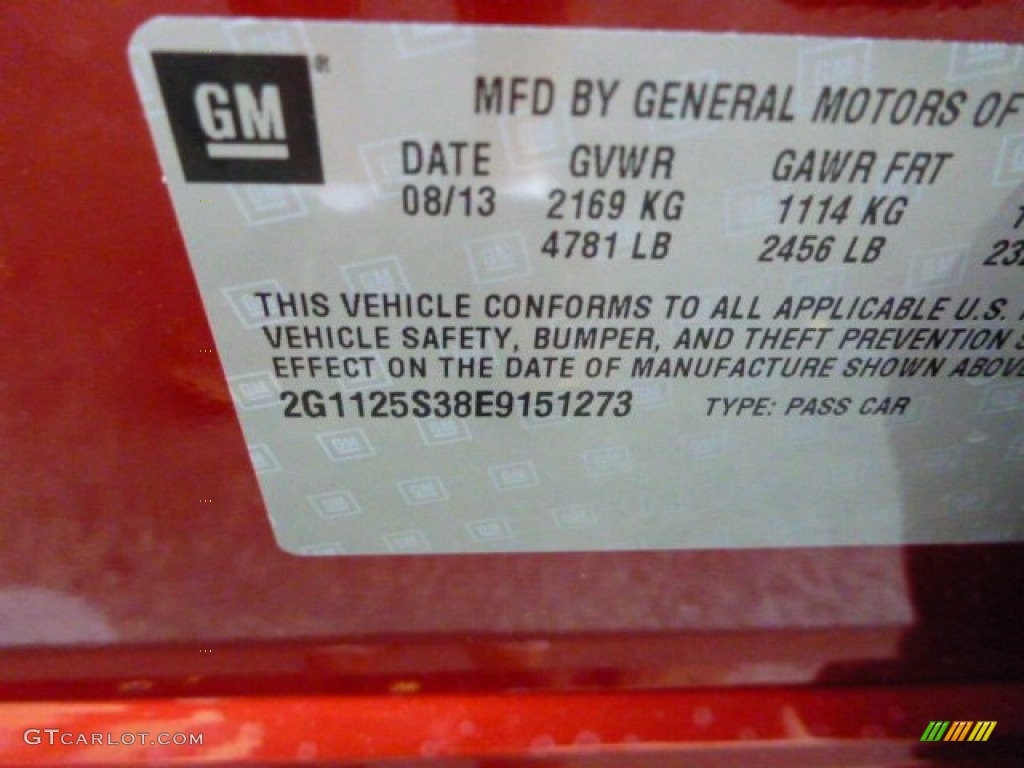 GM ®
MFD BY GENERAL MOTORS OF
DATE GVWR GAWR FRT
08/13 2169 KG 1114 KG
4781 LB 2456 LB
THIS VEHICLE CONFORMS TO ALL APPLICABLE U.S.
VEHICLE SAFETY, BUMPER, AND THEFT PREVENTION
EFFECT ON THE DATE OF MANUFACTURE SHOWN ABOVE
2G1125S38E9151273 TYPE: PASS CAR
GTCARLOT.COM